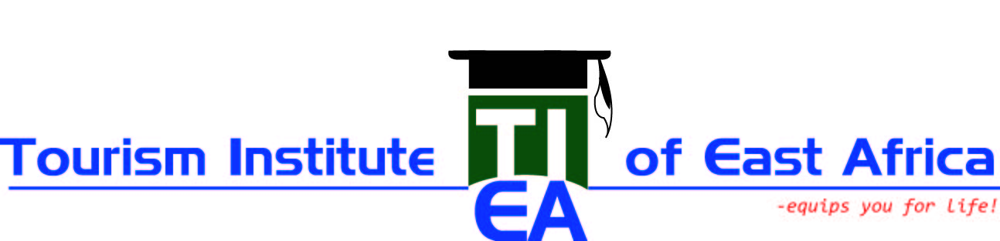 Tourism Institute TI of East Africa
EA
-equips you for life!